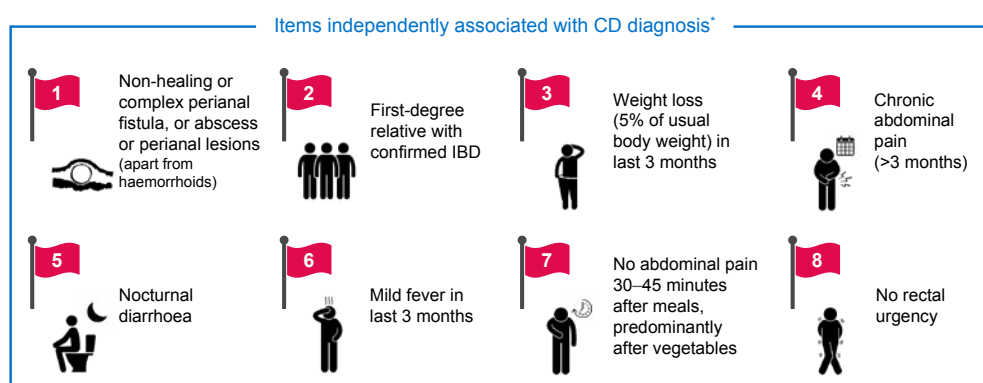 Items independently associated with CD diagnosis*
1
Non-healing or
complex perianal
fistula, or abscess
or perianal lesions
(apart from
haemorrhoids)
2
First-degree
relative with
confirmed IBD
3
Weight loss
(5% of usual
body weight) in
last 3 months
4
Chronic
abdominal
pain
(>3 months)
5
Nocturnal
diarrhoea
6
Mild fever in
last 3 months
7
No abdominal pain
30–45 minutes
after meals,
predominantly
after vegetables
8
No rectal
urgency